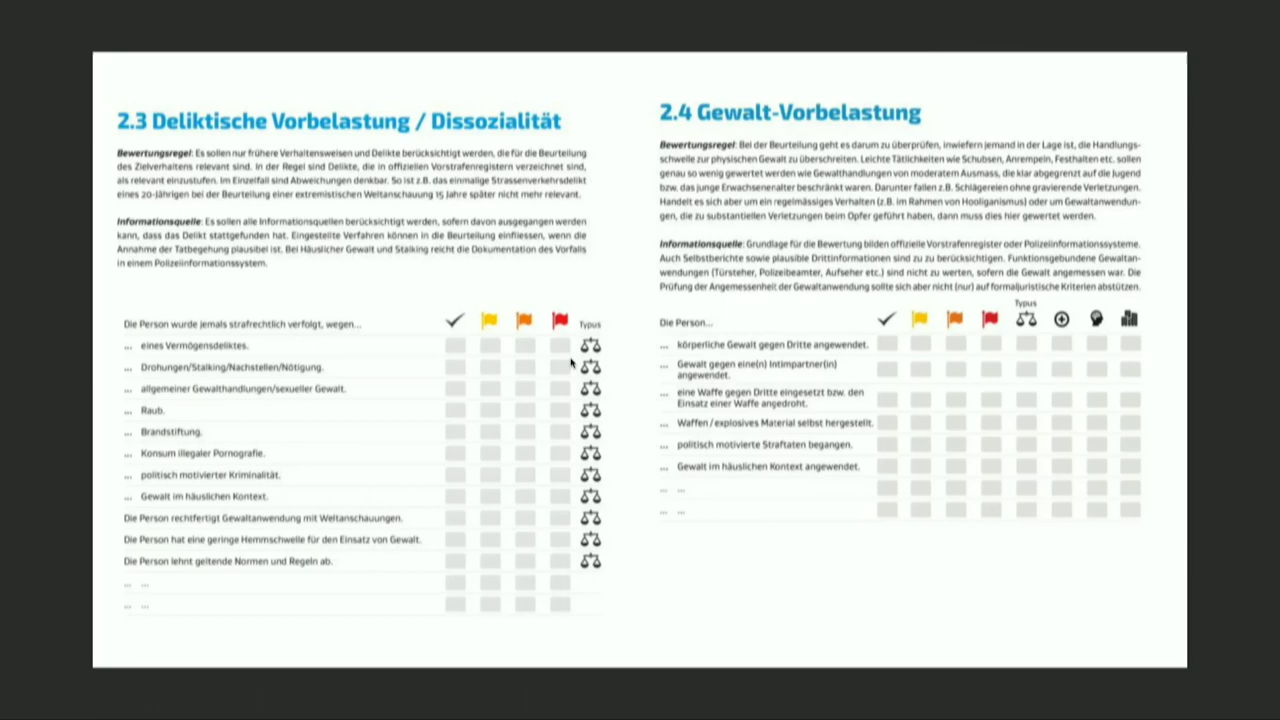 2.3 Deliktische Vorbelastung / Dissozialität
Bewertungsregel: Es sollen nur frühere Verhaltensweisen und Delikte berücksichtigt werden, die für die Beurteilung
des Zielverhaltens relevant sind. In der Regel sind Delikte, die in offiziellen Vorstrafenregistern verzeichnet sind,
als relevant einzustufen. Im Einzelfall sind Abweichungen denkbar. So ist z.B. das einmalige Strassenverkehrsdelikt
eines 20-Jährigen bei der Beurteilung einer extremistischen Weltanschauung 15 Jahre später nicht mehr relevant.
Informationsquelle: Es sollen alle Informationsquellen berücksichtigt werden, sofern davon ausgegangen werden
kann, dass das Delikt stattgefunden hat. Eingestellte Verfahren können in die Beurteilung einfliessen, wenn die
Annahme der Tatbegehung plausibel ist. Bei Häuslicher Gewalt und Stalking reicht die Dokumentation des Vorfalls
in einem Polizeiinformationssystem.
Die Person wurde jemals strafrechtlich verfolgt, wegen... Typus
... eines Vermögensdeliktes.
... Drohungen/Stalking/Nachstellen/Nötigung.
... allgemeiner Gewalthandlungen/sexueller Gewalt.
... Raub.
... Brandstiftung.
... Konsum illegaler Pornografie.
... politisch motivierter Kriminalität.
... Gewalt im häuslichen Kontext.
Die Person rechtfertigt Gewaltanwendung mit Weltanschauungen.
Die Person hat eine geringe Hemmschwelle für den Einsatz von Gewalt.
Die Person lehnt geltende Normen und Regeln ab.
... ...
... ...
2.4 Gewalt-Vorbelastung
Bewertungsregel: Bei der Beurteilung geht es darum zu überprüfen, inwiefern jemand in der Lage ist, die Handlungs-
schwelle zur physischen Gewalt zu überschreiten. Leichte Tätlichkeiten wie Schubsen, Anrempeln, Festhalten etc. sollen
genau so wenig gewertet werden wie Gewalthandlungen von moderatem Ausmass, die klar abgegrenzt auf die Jugend
bzw. das junge Erwachsenenalter beschränkt waren. Darunter fallen z.B. Schlägereien ohne gravierende Verletzungen.
Handelt es sich aber um ein regelmässiges Verhalten (z.B. im Rahmen von Hooliganismus) oder um Gewaltanwendun-
gen, die zu substantiellen Verletzungen beim Opfer geführt haben, dann muss dies hier gewertet werden.
Informationsquelle: Grundlage für die Bewertung bilden offizielle Vorstrafenregister oder Polizeiinformationssysteme.
Auch Selbstberichte sowie plausible Drittinformationen sind zu zu berücksichtigen. Funktionsgebundene Gewaltan-
wendungen (Türsteher, Polizeibeamter, Aufseher etc.) sind nicht zu werten, sofern die Gewalt angemessen war. Die
Prüfung der Angemessenheit der Gewaltanwendung sollte sich aber nicht (nur) auf formaljuristische Kriterien abstützen.
Typus
Die Person...
... körperliche Gewalt gegen Dritte angewendet.
... Gewalt gegen eine(n) Intimpartner(in)
angewendet.
... eine Waffe gegen Dritte eingesetzt bzw. den
Einsatz einer Waffe angedroht.
... Waffen/explosives Material selbst hergestellt.
... politisch motivierte Straftaten begangen.
... Gewalt im häuslichen Kontext angewendet.
... ...
... ...